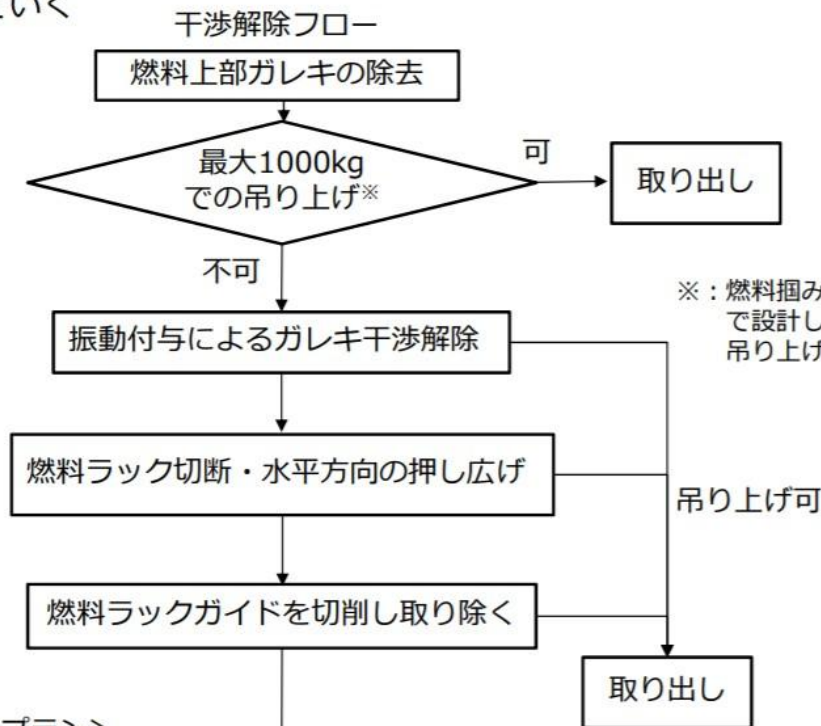 いく
干渉解除フロー
燃料上部ガレキの除去
最大1000kg
での吊り上げ※
可
取り出し
不可
※：燃料掴み
で設計し
吊り上げ
振動付与によるガレキ干渉解除
燃料ラック切断・水平方向の押し広げ
吊り上げ可
燃料ラックガイドを切削し取り除く
取り出し
プラン＞